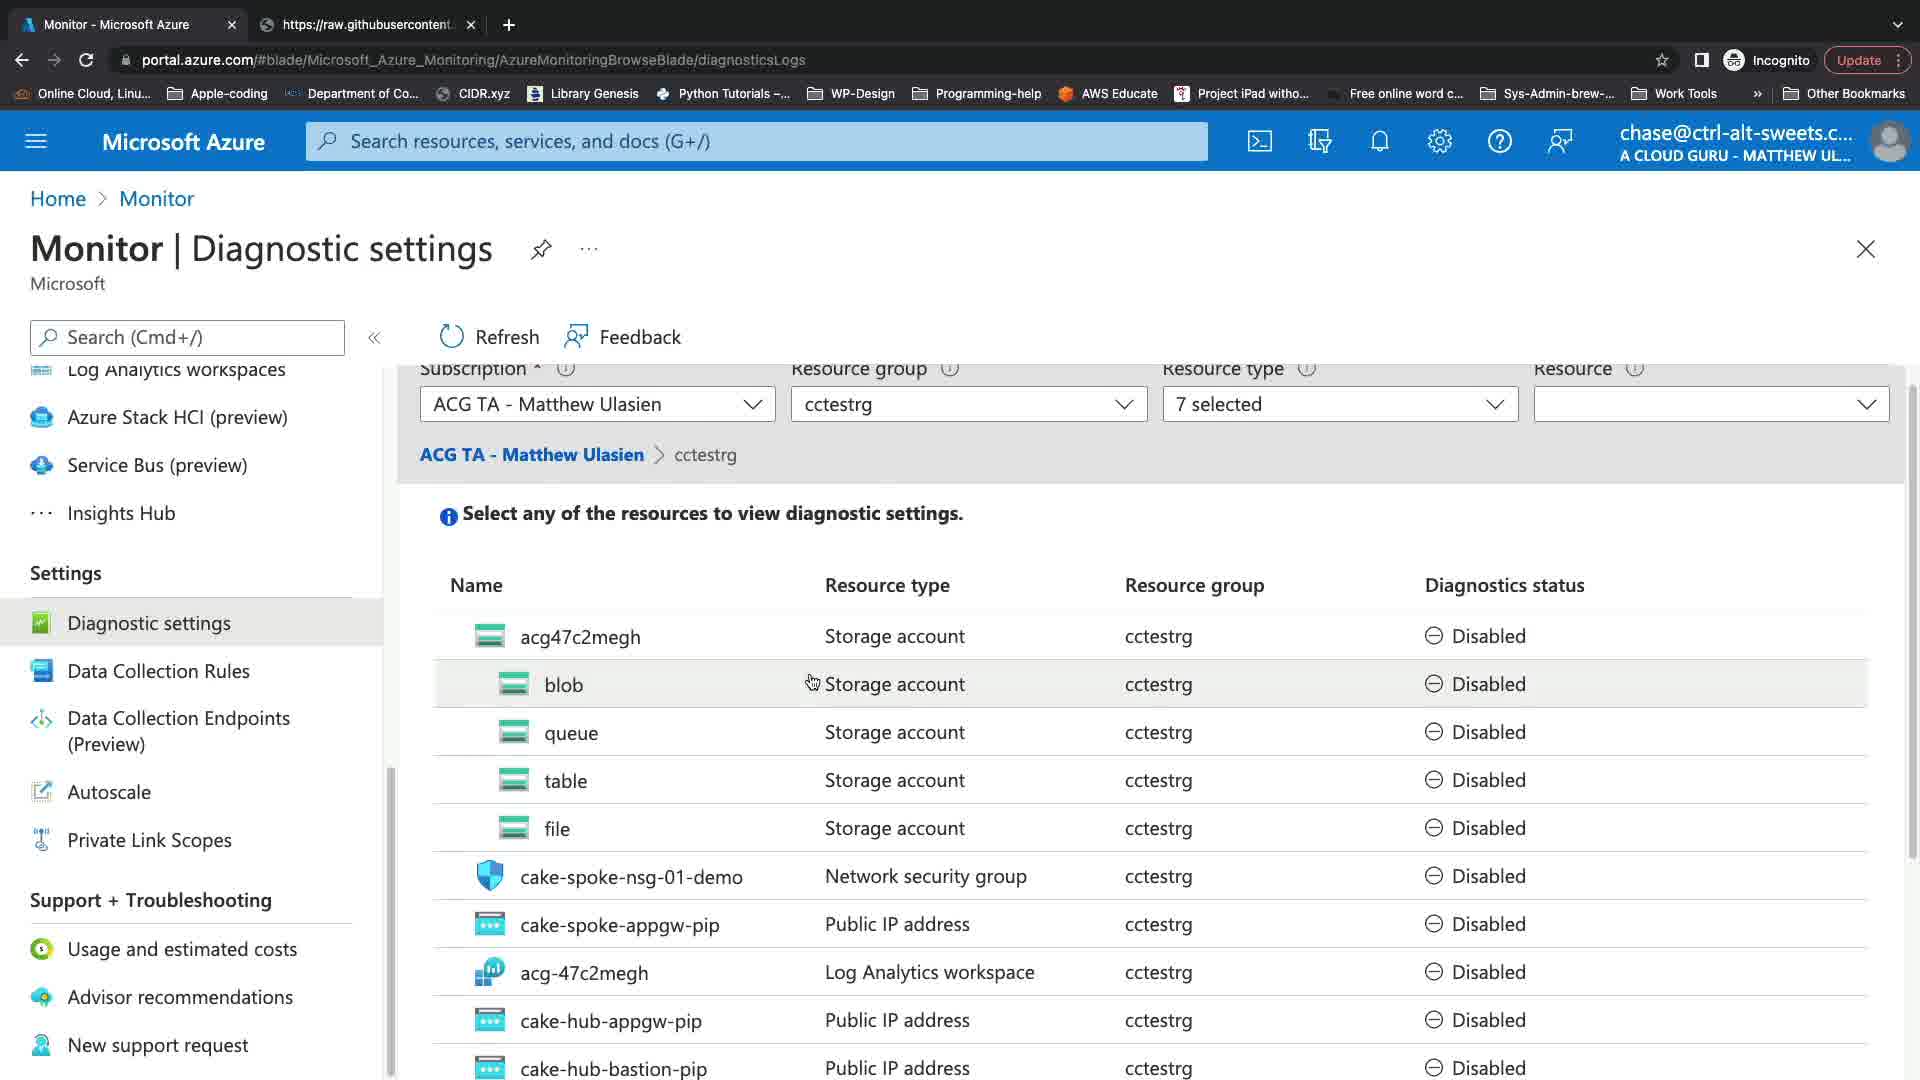 Monitor - Microsoft Azure
https://raw.githubusercontent
portal.azure.com/#blade/Microsoft_Azure_Monitoring/AzureMonitoringBrowseBlade/diagnosticsLogs
Incognito
Update
Online Cloud, Linu...
Apple-coding
Department of Co...
CIDR.xyz
Library Genesis
Python Tutorials –...
WP-Design
Programming-help
AWS Educate
Project iPad witho...
Free online word c...
Sys-Admin-brew-...
Work Tools
»
Other Bookmarks
Microsoft Azure
Search resources, services, and docs (G+/)
chase@ctrl-alt-sweets.c...
A CLOUD GURU - MATTHEW UL...
Home > Monitor
Monitor | Diagnostic settings
...
Microsoft
Search (Cmd+/)
«
Refresh
Feedback
Log Analytics workspaces
Azure Stack HCI (preview)
Service Bus (preview)
Insights Hub
Settings
Diagnostic settings
Data Collection Rules
Data Collection Endpoints
(Preview)
Autoscale
Private Link Scopes
Support + Troubleshooting
Usage and estimated costs
Advisor recommendations
New support request
Subscription *
Resource group
Resource type
Resource
ACG TA - Matthew Ulasien
cctestrg
7 selected
ACG TA - Matthew Ulasien > cctestrg
Select any of the resources to view diagnostic settings.
Name Resource type Resource group Diagnostics status
acg47c2megh Storage account cctestrg Disabled
blob Storage account cctestrg Disabled
queue Storage account cctestrg Disabled
table Storage account cctestrg Disabled
file Storage account cctestrg Disabled
cake-spoke-nsg-01-demo Network security group cctestrg Disabled
cake-spoke-appgw-pip Public IP address cctestrg Disabled
acg-47c2megh Log Analytics workspace cctestrg Disabled
cake-hub-appgw-pip Public IP address cctestrg Disabled
cake-hub-bastion-pip Public IP address cctestrg Disabled